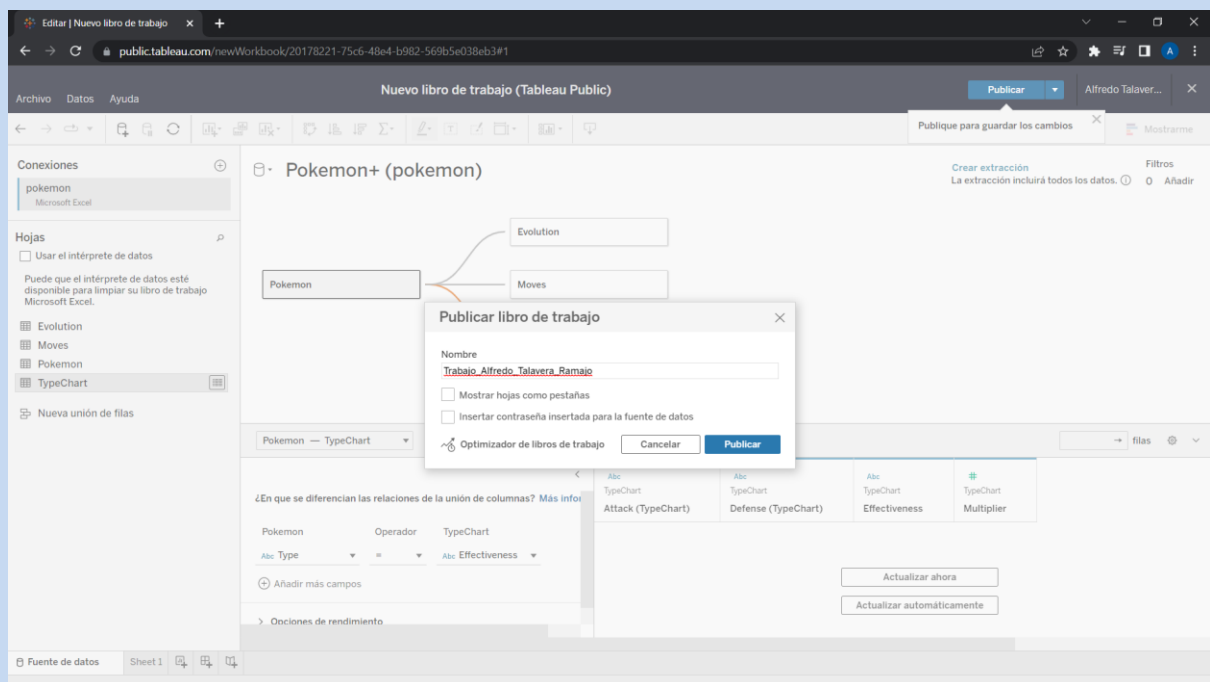 Editar | Nuevo libro de trabajo
public.tableau.com/newWorkbook/20178221-75c6-48e4-b982-569b5e038eb3#1
A
Nuevo libro de trabajo (Tableau Public)
Publicar
Alfredo Talaver...
Archivo Datos Ayuda
Publique para guardar los cambios
Mostrarme
Conexiones
pokemon
Microsoft Excel
Pokemon+ (pokemon)
Crear extracción
La extracción incluirá todos los datos.
Filtros
0 Añadir
Hojas
Usar el intérprete de datos
Puede que el intérprete de datos esté
disponible para limpiar su libro de trabajo
Microsoft Excel.
Evolution
Moves
Pokemon
TypeChart
Nueva unión de filas
Evolution
Pokemon
Moves
Publicar libro de trabajo
Nombre
Trabajo_Alfredo_Talavera_Ramajo
Mostrar hojas como pestañas
Insertar contraseña insertada para la fuente de datos
Optimizador de libros de trabajo
Cancelar
Publicar
Pokemon — TypeChart
filas
¿En que se diferencian las relaciones de la unión de columnas? Más infor
Pokemon Operador TypeChart
Abc Type = Abc Effectiveness
Añadir más campos
Opciones de rendimiento
Abc Abc Abc #
TypeChart TypeChart TypeChart TypeChart
Attack (TypeChart) Defense (TypeChart) Effectiveness Multiplier
Actualizar ahora
Actualizar automáticamente
Fuente de datos Sheet 1